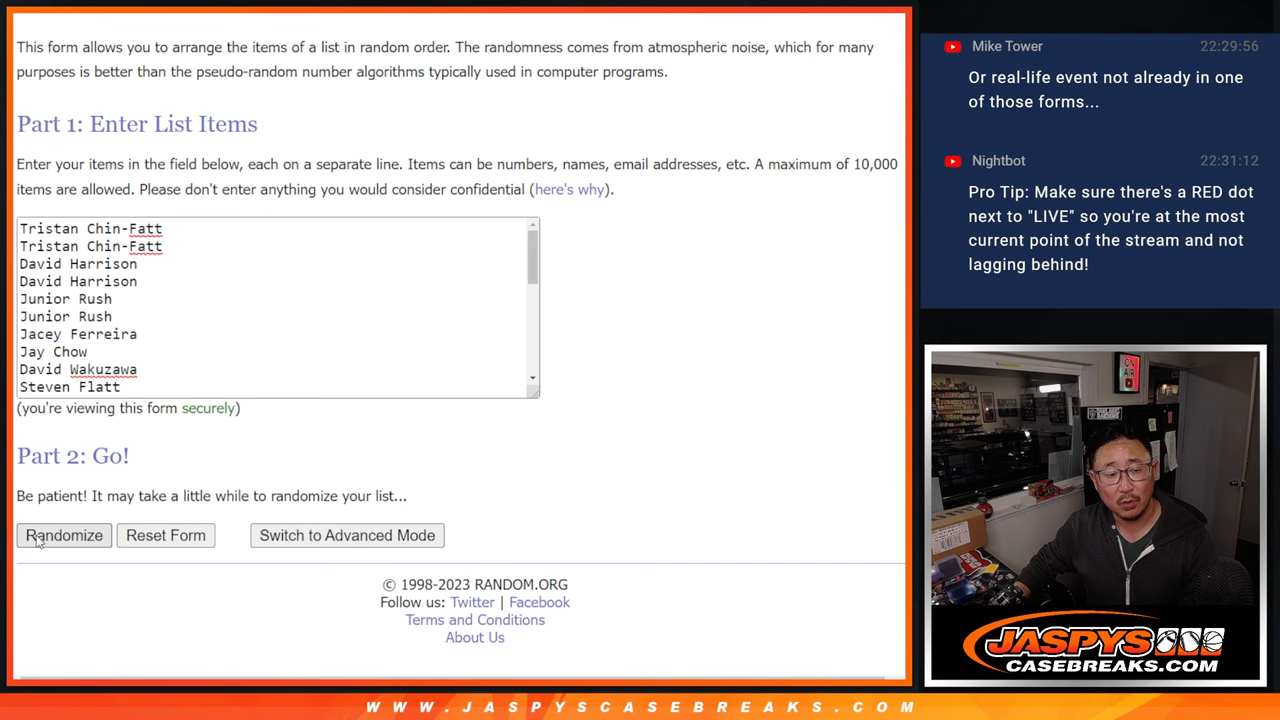 This form allows you to arrange the items of a list in random order. The randomness comes from atmospheric noise, which for many
purposes is better than the pseudo-random number algorithms typically used in computer programs.
Part 1: Enter List Items
Enter your items in the field below, each on a separate line. Items can be numbers, names, email addresses, etc. A maximum of 10,000
items are allowed. Please don't enter anything you would consider confidential (here's why).
Tristan Chin-Fatt
Tristan Chin-Fatt
David Harrison
David Harrison
Junior Rush
Junior Rush
Jacey Ferreira
Jay Chow
David Wakuzawa
Steven Flatt
(you're viewing this form securely)
Part 2: Go!
Be patient! It may take a little while to randomize your list...
Randomize
Reset Form
Switch to Advanced Mode
© 1998-2023 RANDOM.ORG
Follow us: Twitter | Facebook
Terms and Conditions
About Us
Mike Tower 22:29:56
Or real-life event not already in one
of those forms...
Nightbot 22:31:12
Pro Tip: Make sure there's a RED dot
next to "LIVE" so you're at the most
current point of the stream and not
lagging behind!
ON
AIR
JASPYS
CASEBREAKS.COM
WWW.JASPYSCASEBREAKS.COM